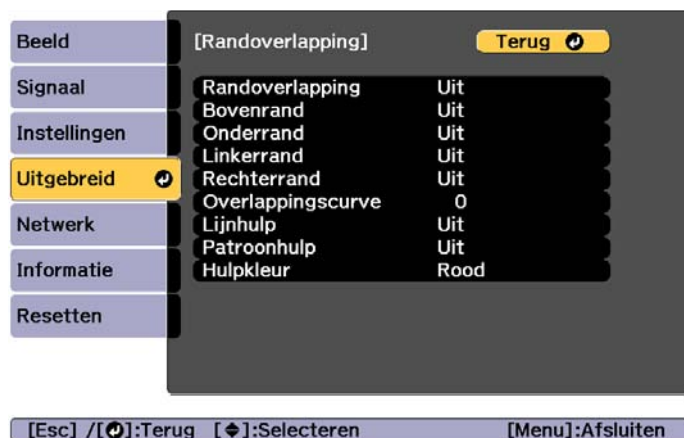 Beeld
Signaal
Instellingen
Uitgebreid
Netwerk
Informatie
Resetten
[Randoverlapping] Terug
Randoverlapping Uit
Bovenrand Uit
Onderrand Uit
Linkerrand Uit
Rechterrand Uit
Overlappingscurve 0
Lijnhulp Uit
Patroonhulp Uit
Hulpkleur Rood
[Esc] /[⏎]:Terug [◆]:Selecteren [Menu]:Afsluiten